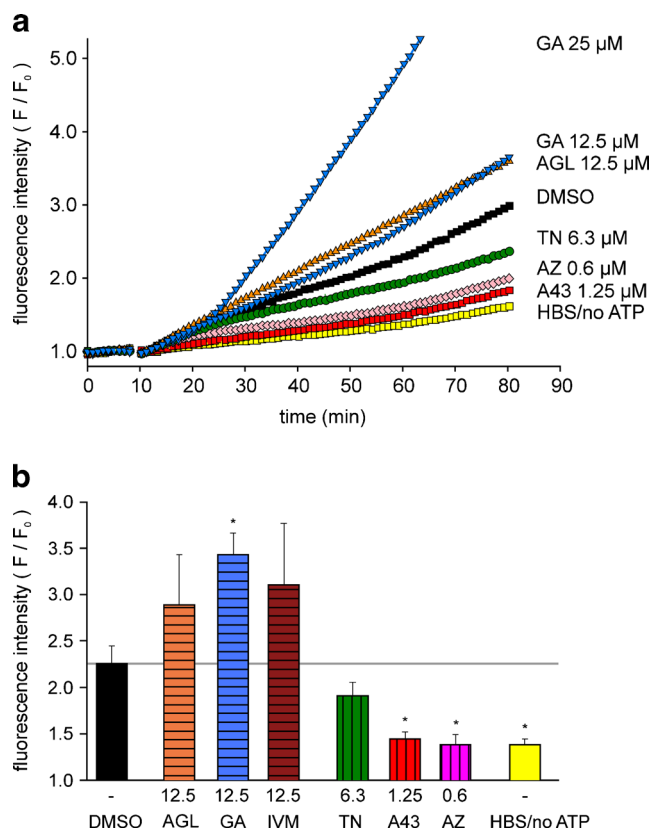 a
fluorescence intensity ( F / F0 )
5.0
4.0
3.0
2.0
1.0
0 10 20 30 40 50 60 70 80 90
time (min)
GA 25 µM
GA 12.5 µM
AGL 12.5 µM
DMSO
TN 6.3 µM
AZ 0.6 µM
A43 1.25 µM
HBS/no ATP
b
fluorescence intensity ( F / F0 )
4.0
3.5
3.0
2.5
2.0
1.5
1.0
* * * *
- 12.5 12.5 12.5 6.3 1.25 0.6 -
DMSO AGL GA IVM TN A43 AZ HBS/no ATP